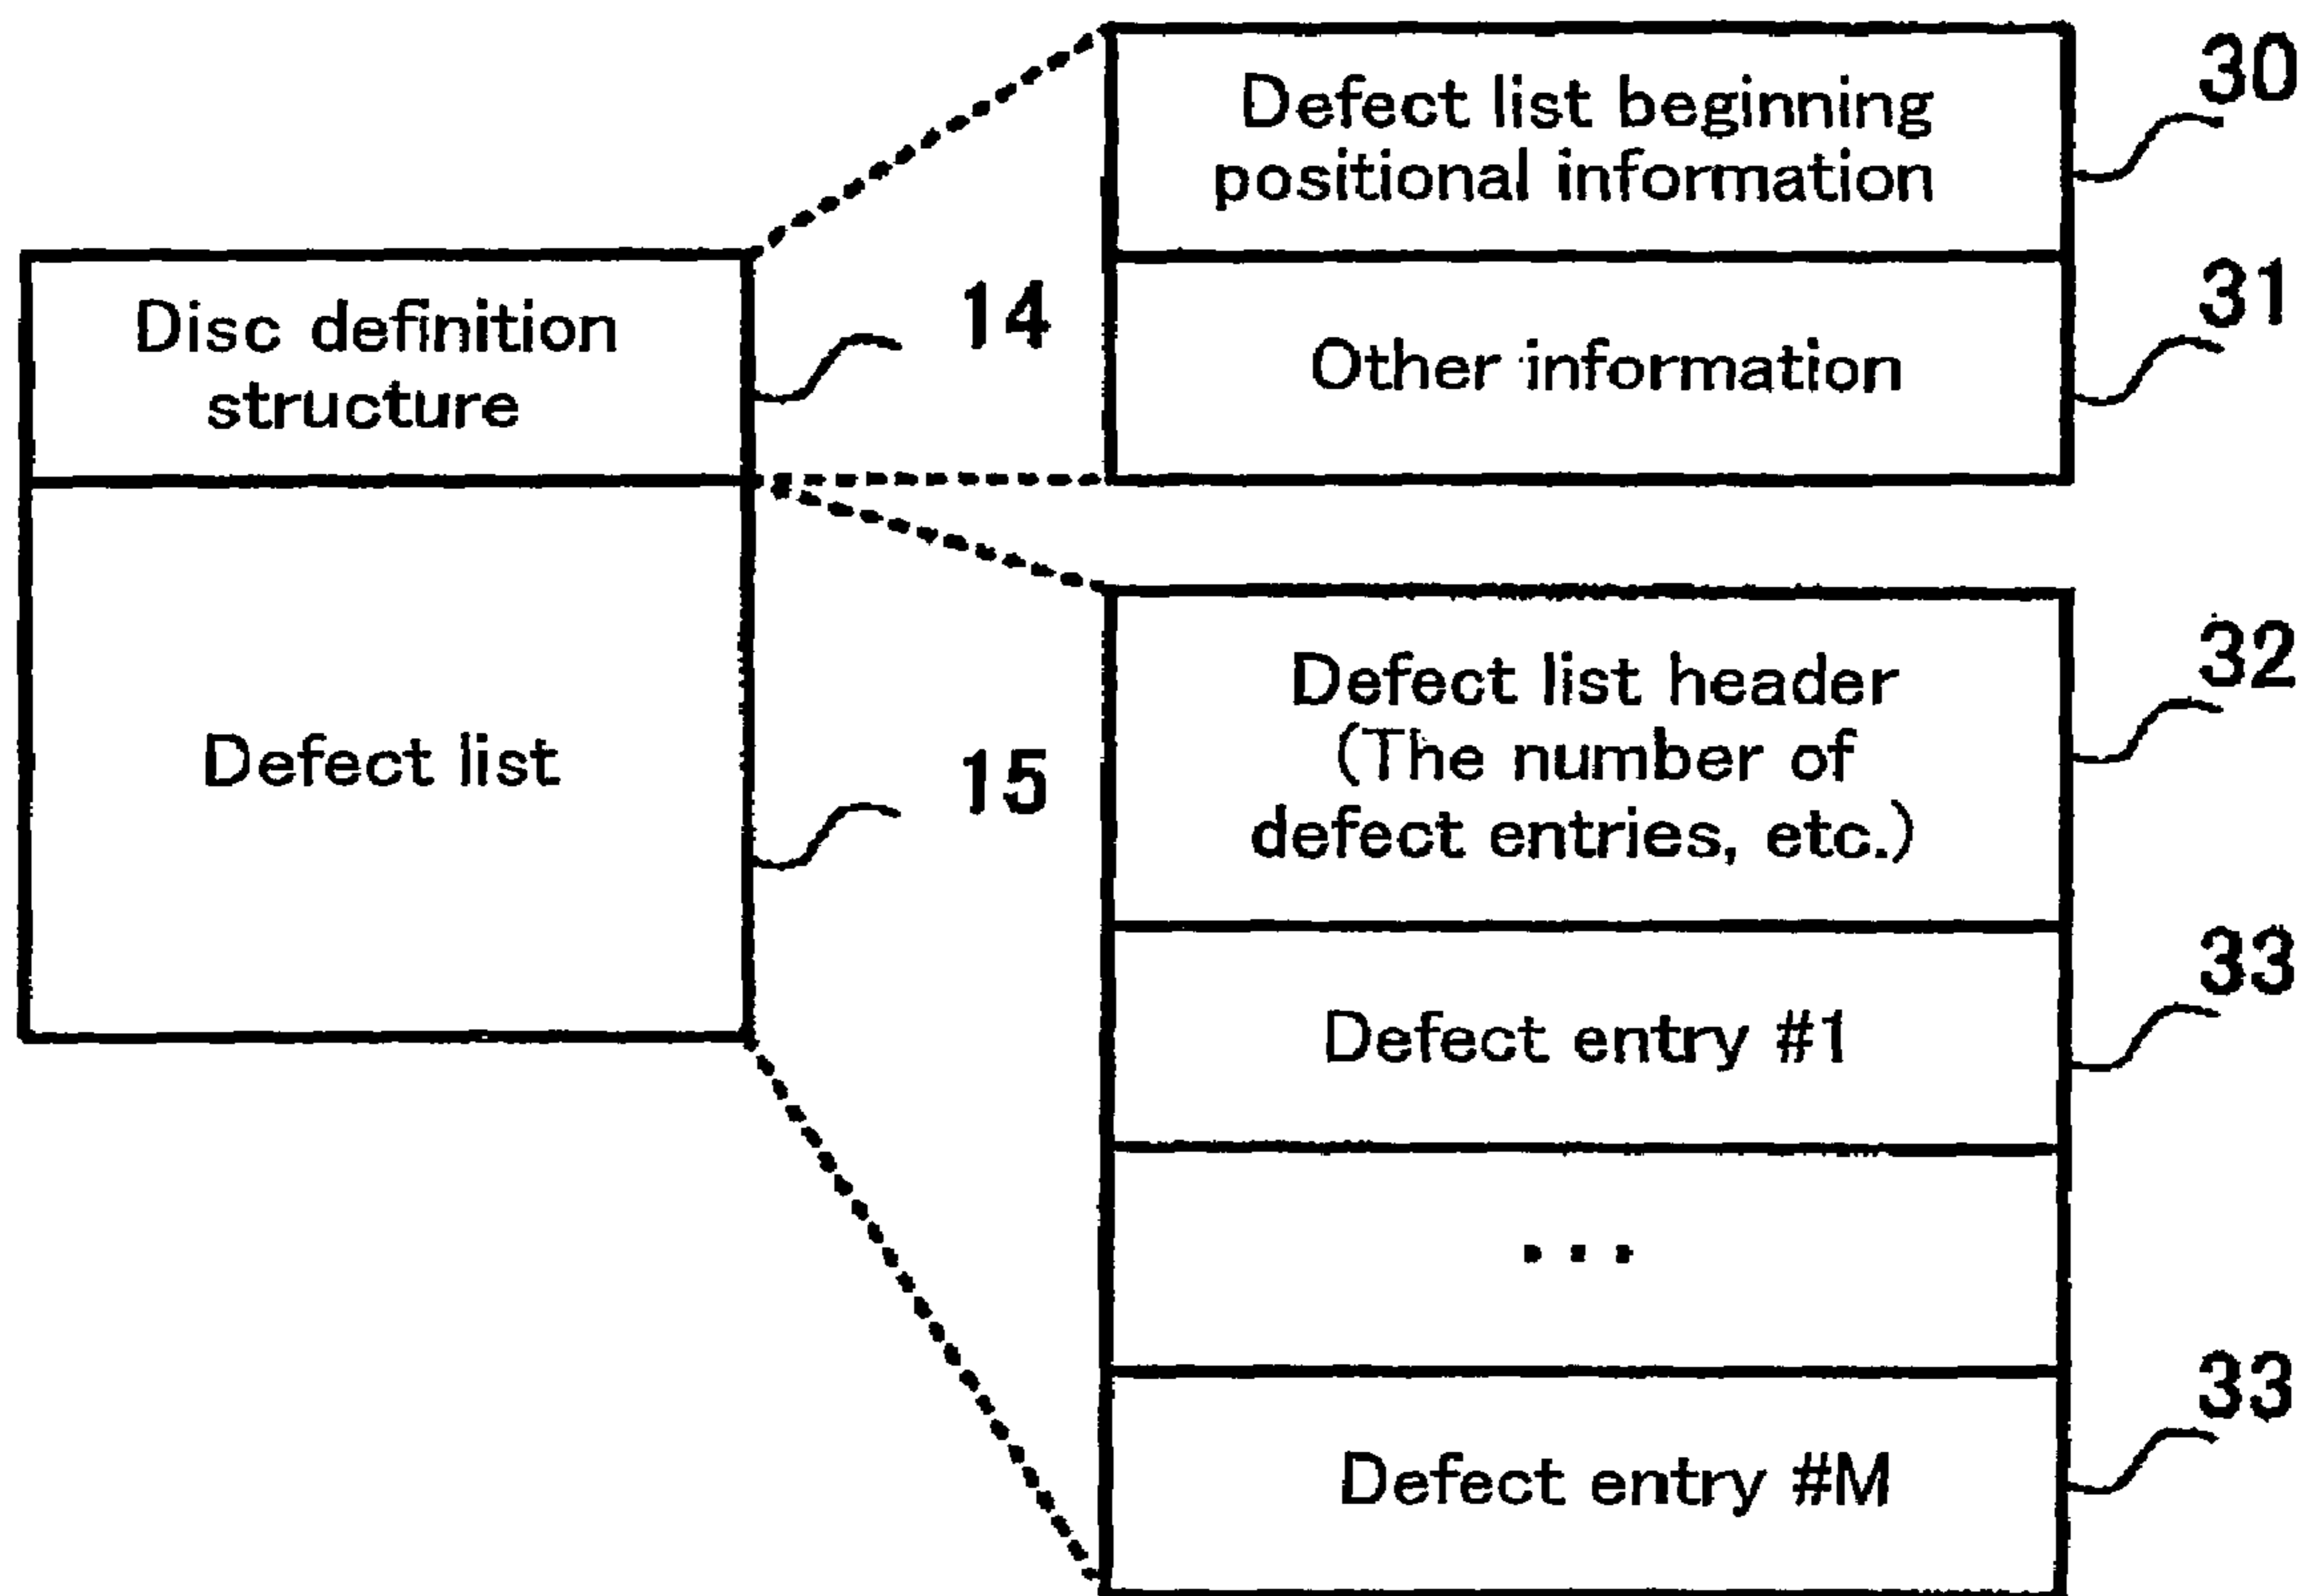 Disc definition
structure
14
Defect list
15
Defect list beginning
positional information
30
Other information
31
Defect list header
(The number of
defect entries, etc.)
32
Defect entry #1
33
...
Defect entry #M
33